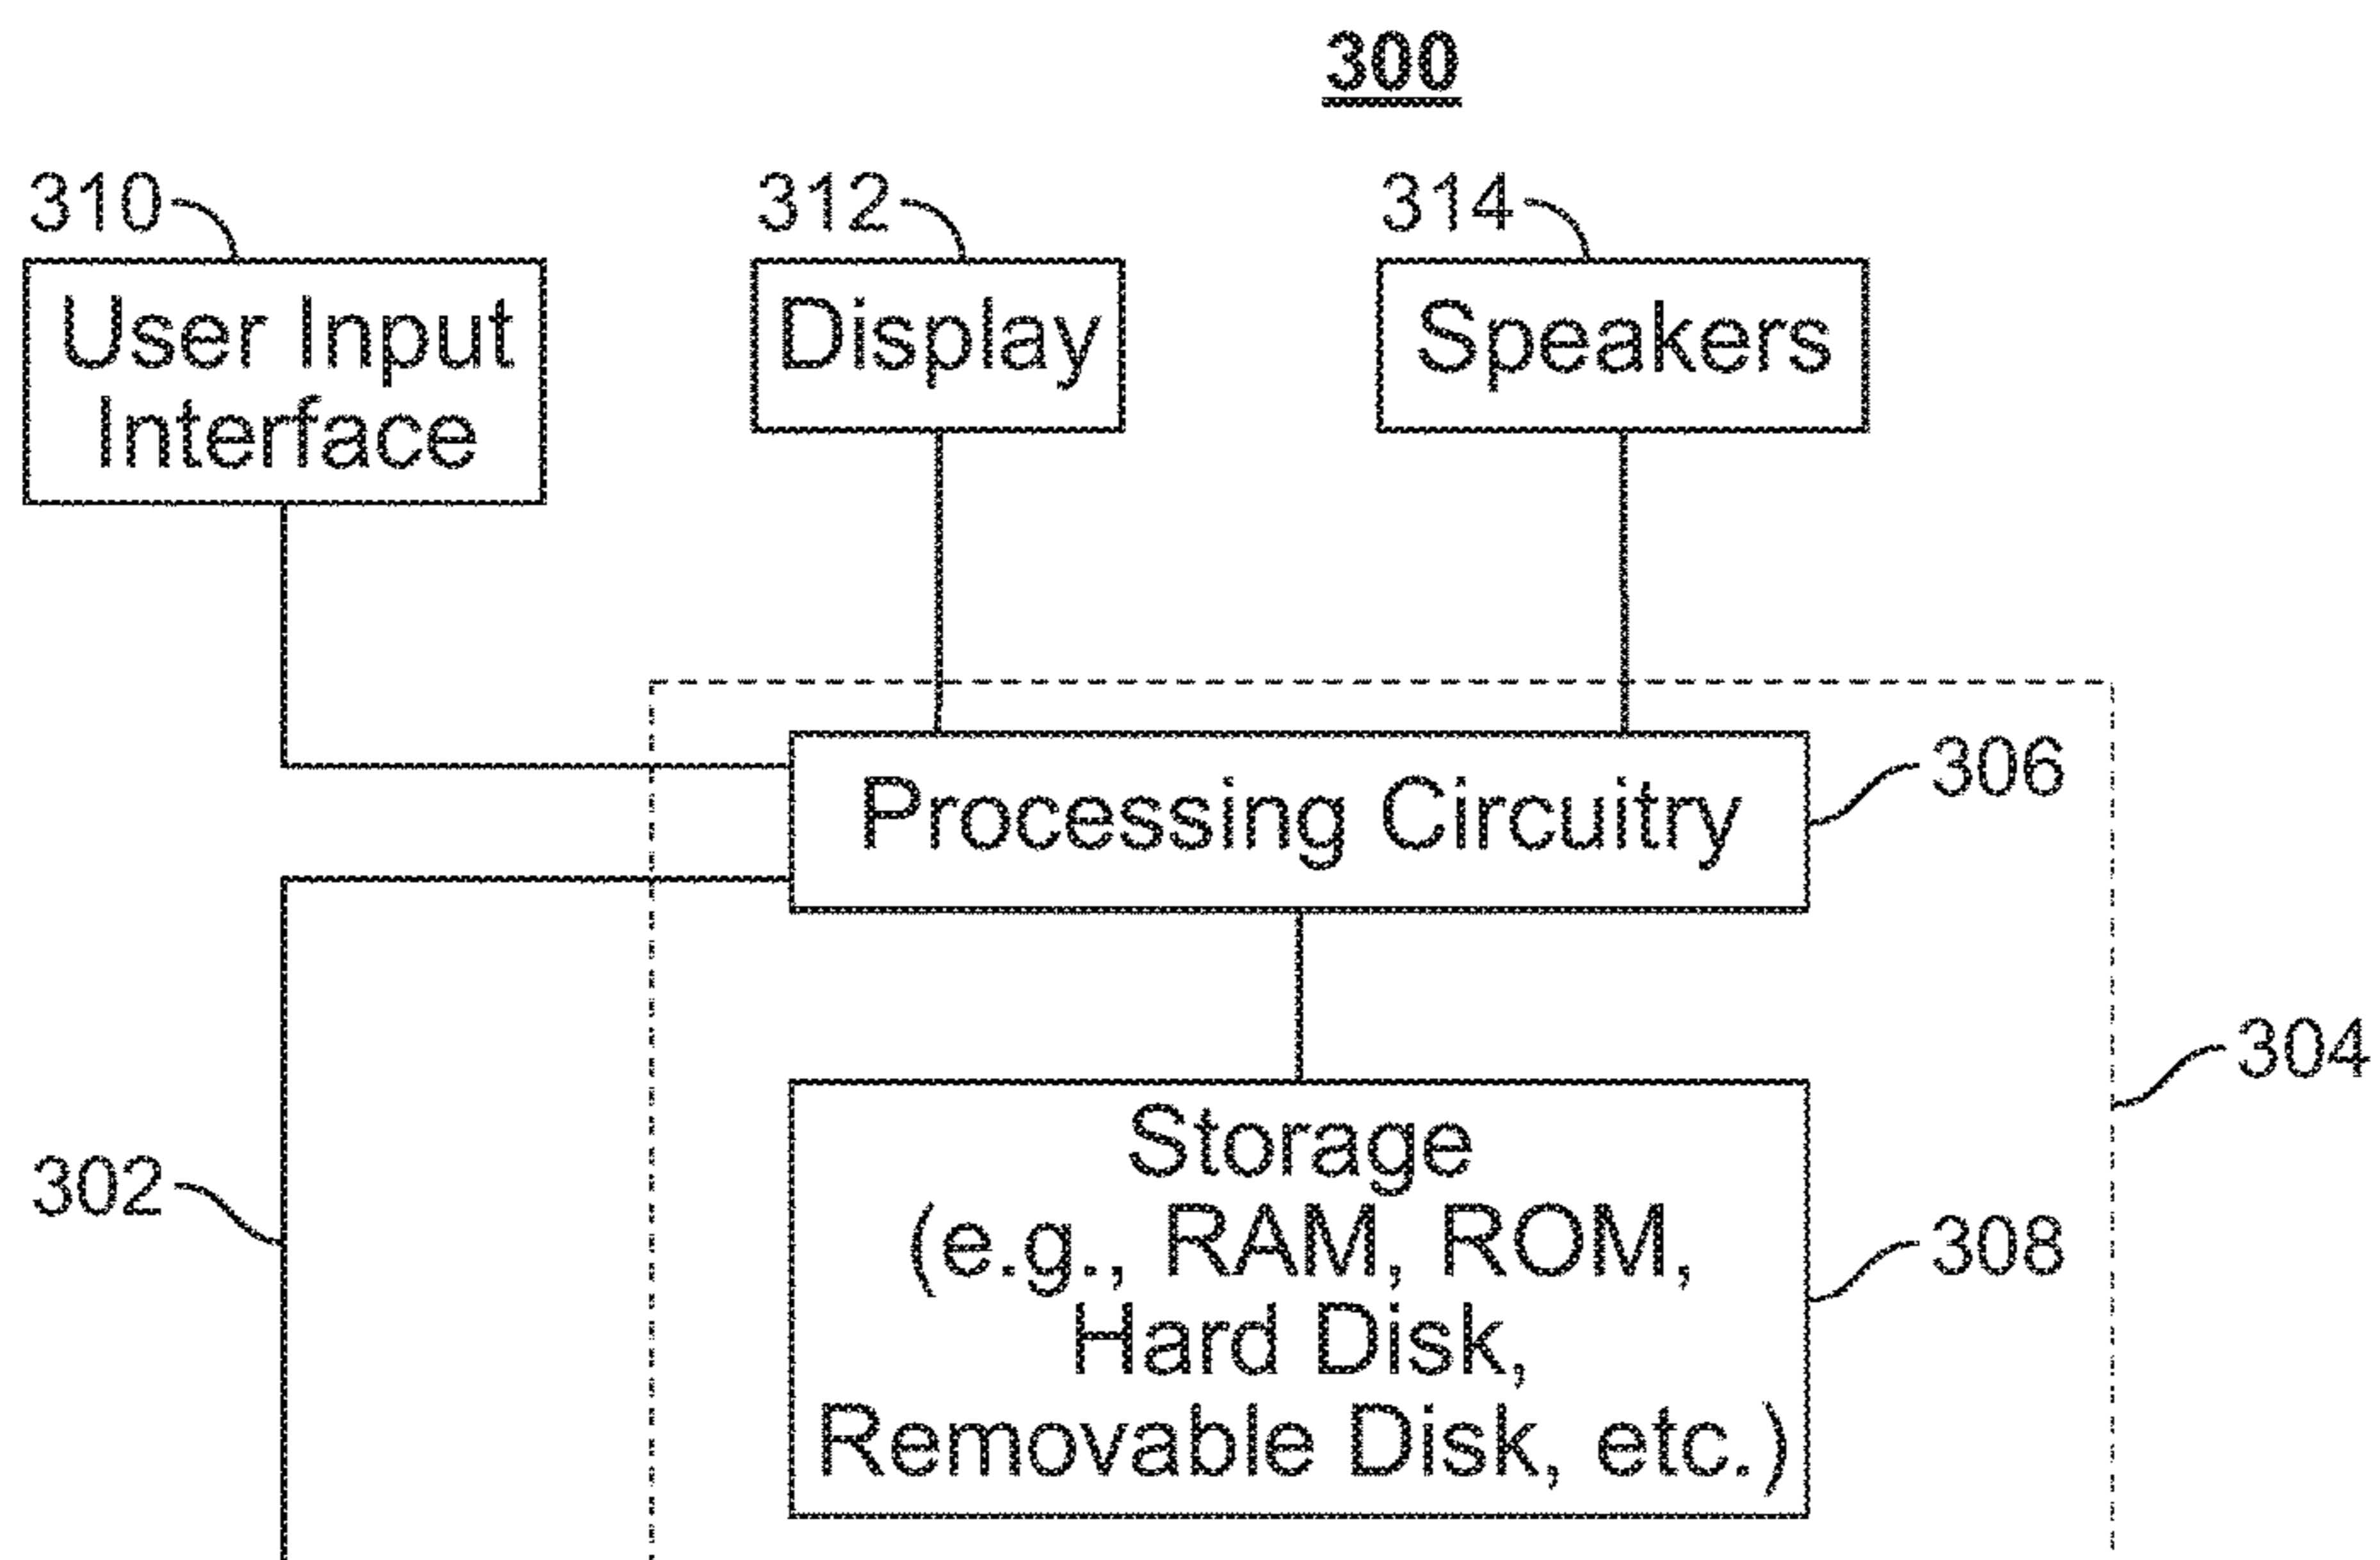 300
310
312
314
User Input
Interface
Display
Speakers
Processing Circuitry
306
304
302
Storage
(e.g., RAM, ROM,
Hard Disk,
Removable Disk, etc.)
308